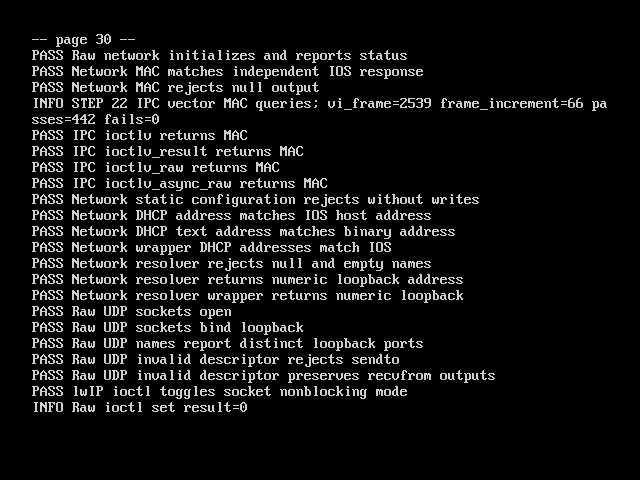 -- page 30 --
PASS Raw network initializes and reports status
PASS Network MAC matches independent IOS response
PASS Network MAC rejects null output
INFO STEP 22 IPC vector MAC queries; vi_frame=2539 frame_increment=66 pa
sses=442 fails=0
PASS IPC ioctlv returns MAC
PASS IPC ioctlv_result returns MAC
PASS IPC ioctlv_raw returns MAC
PASS IPC ioctlv_async_raw returns MAC
PASS Network static configuration rejects without writes
PASS Network DHCP address matches IOS host address
PASS Network DHCP text address matches binary address
PASS Network wrapper DHCP addresses match IOS
PASS Network resolver rejects null and empty names
PASS Network resolver returns numeric loopback address
PASS Network resolver wrapper returns numeric loopback
PASS Raw UDP sockets open
PASS Raw UDP sockets bind loopback
PASS Raw UDP names report distinct loopback ports
PASS Raw UDP invalid descriptor rejects sendto
PASS Raw UDP invalid descriptor preserves recvfrom outputs
PASS lwIP ioctl toggles socket nonblocking mode
INFO Raw ioctl set result=0